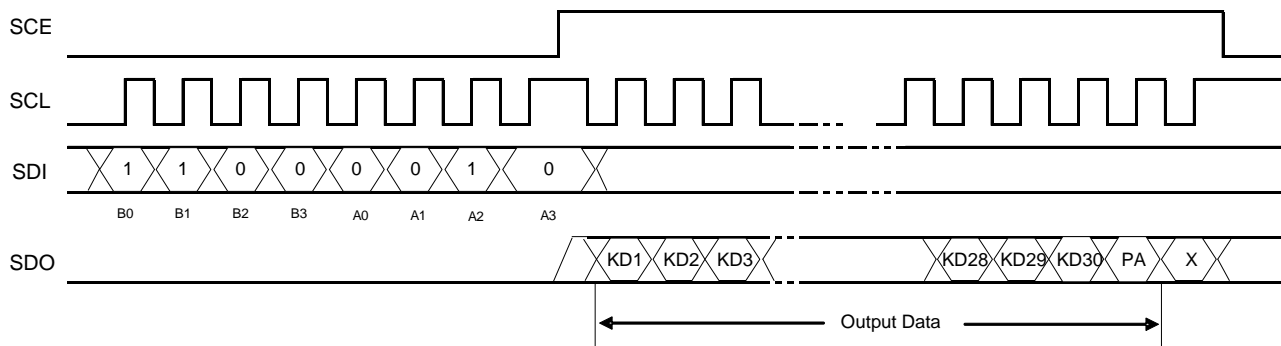 SCE
SCL
SDI 1 1 0 0 0 0 1 0
B0 B1 B2 B3 A0 A1 A2 A3
SDO KD1 KD2 KD3 KD28 KD29 KD30 PA X
Output Data